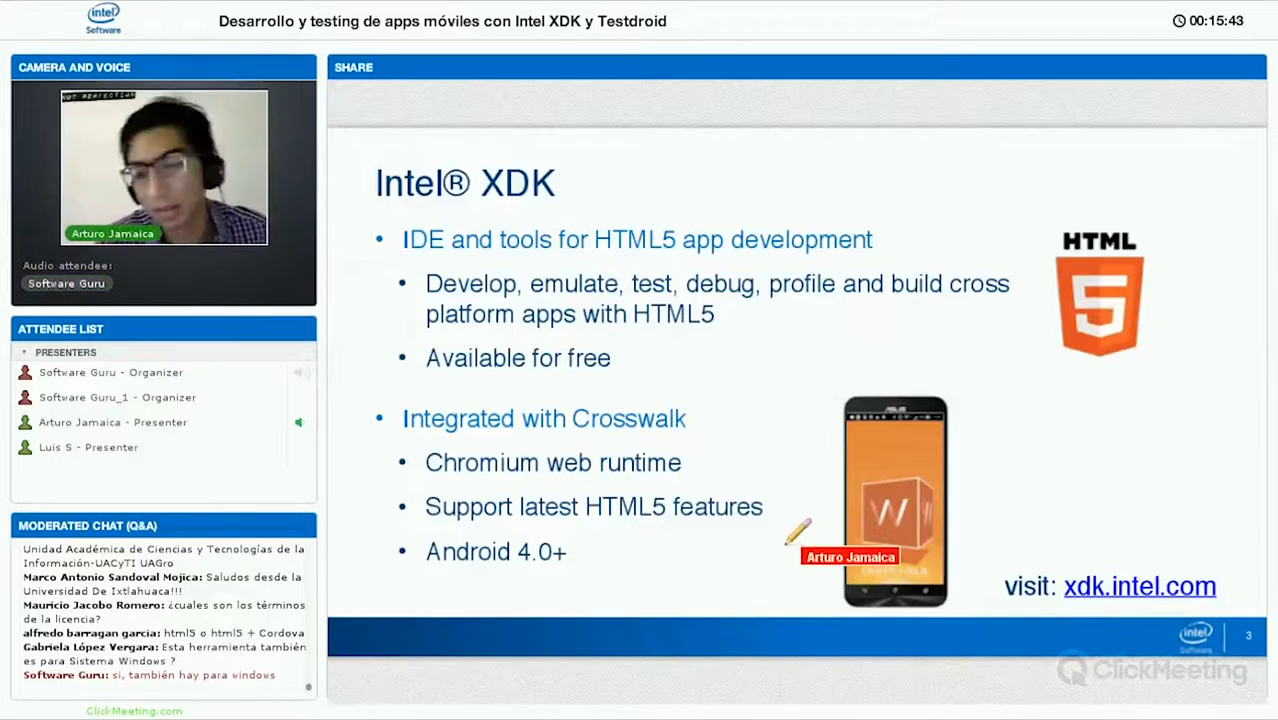 intel
Software
Desarrollo y testing de apps móviles con Intel XDK y Testdroid
00:15:43
CAMERA AND VOICE
NOT PERFECTION
Arturo Jamaica
Audio attendee:
Software Guru
ATTENDEE LIST
PRESENTERS
Software Guru - Organizer
Software Guru_1 - Organizer
Arturo Jamaica - Presenter
Luis S - Presenter
MODERATED CHAT (Q&A)
Unidad Académica de Ciencias y Tecnologías de la
Información-UACyTI UAGro
Marco Antonio Sandoval Mojica: Saludos desde la
Universidad De Ixtlahuaca!!!
Mauricio Jacobo Romero: ¿cuales son los términos
de la licencia?
alfredo barragan garcia: html5 o html5 + Cordova
Gabriela López Vergara: Esta herramienta también
es para Sistema Windows ?
Software Guru: si, también hay para windows
ClickMeeting.com
SHARE
Intel® XDK
• IDE and tools for HTML5 app development
• Develop, emulate, test, debug, profile and build cross
platform apps with HTML5
• Available for free
• Integrated with Crosswalk
• Chromium web runtime
• Support latest HTML5 features
• Android 4.0+
HTML
5
ASUS
W
Arturo Jamaica
visit: xdk.intel.com
intel
Software
3
ClickMeeting